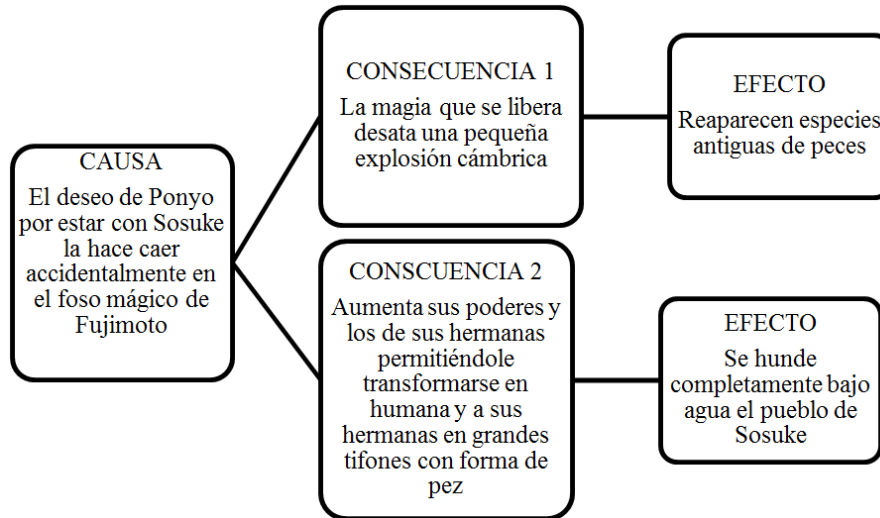 CAUSA
El deseo de Ponyo
por estar con Sosuke
la hace caer
accidentalmente en
el foso mágico de
Fujimoto
CONSECUENCIA 1
La magia que se libera
desata una pequeña
explosión cámbrica
EFECTO
Reaparecen especies
antiguas de peces
CONSCUENCIA 2
Aumenta sus poderes y
los de sus hermanas
permitiéndole
transformarse en
humana y a sus
hermanas en grandes
tifones con forma de
pez
EFECTO
Se hunde
completamente bajo
agua el pueblo de
Sosuke